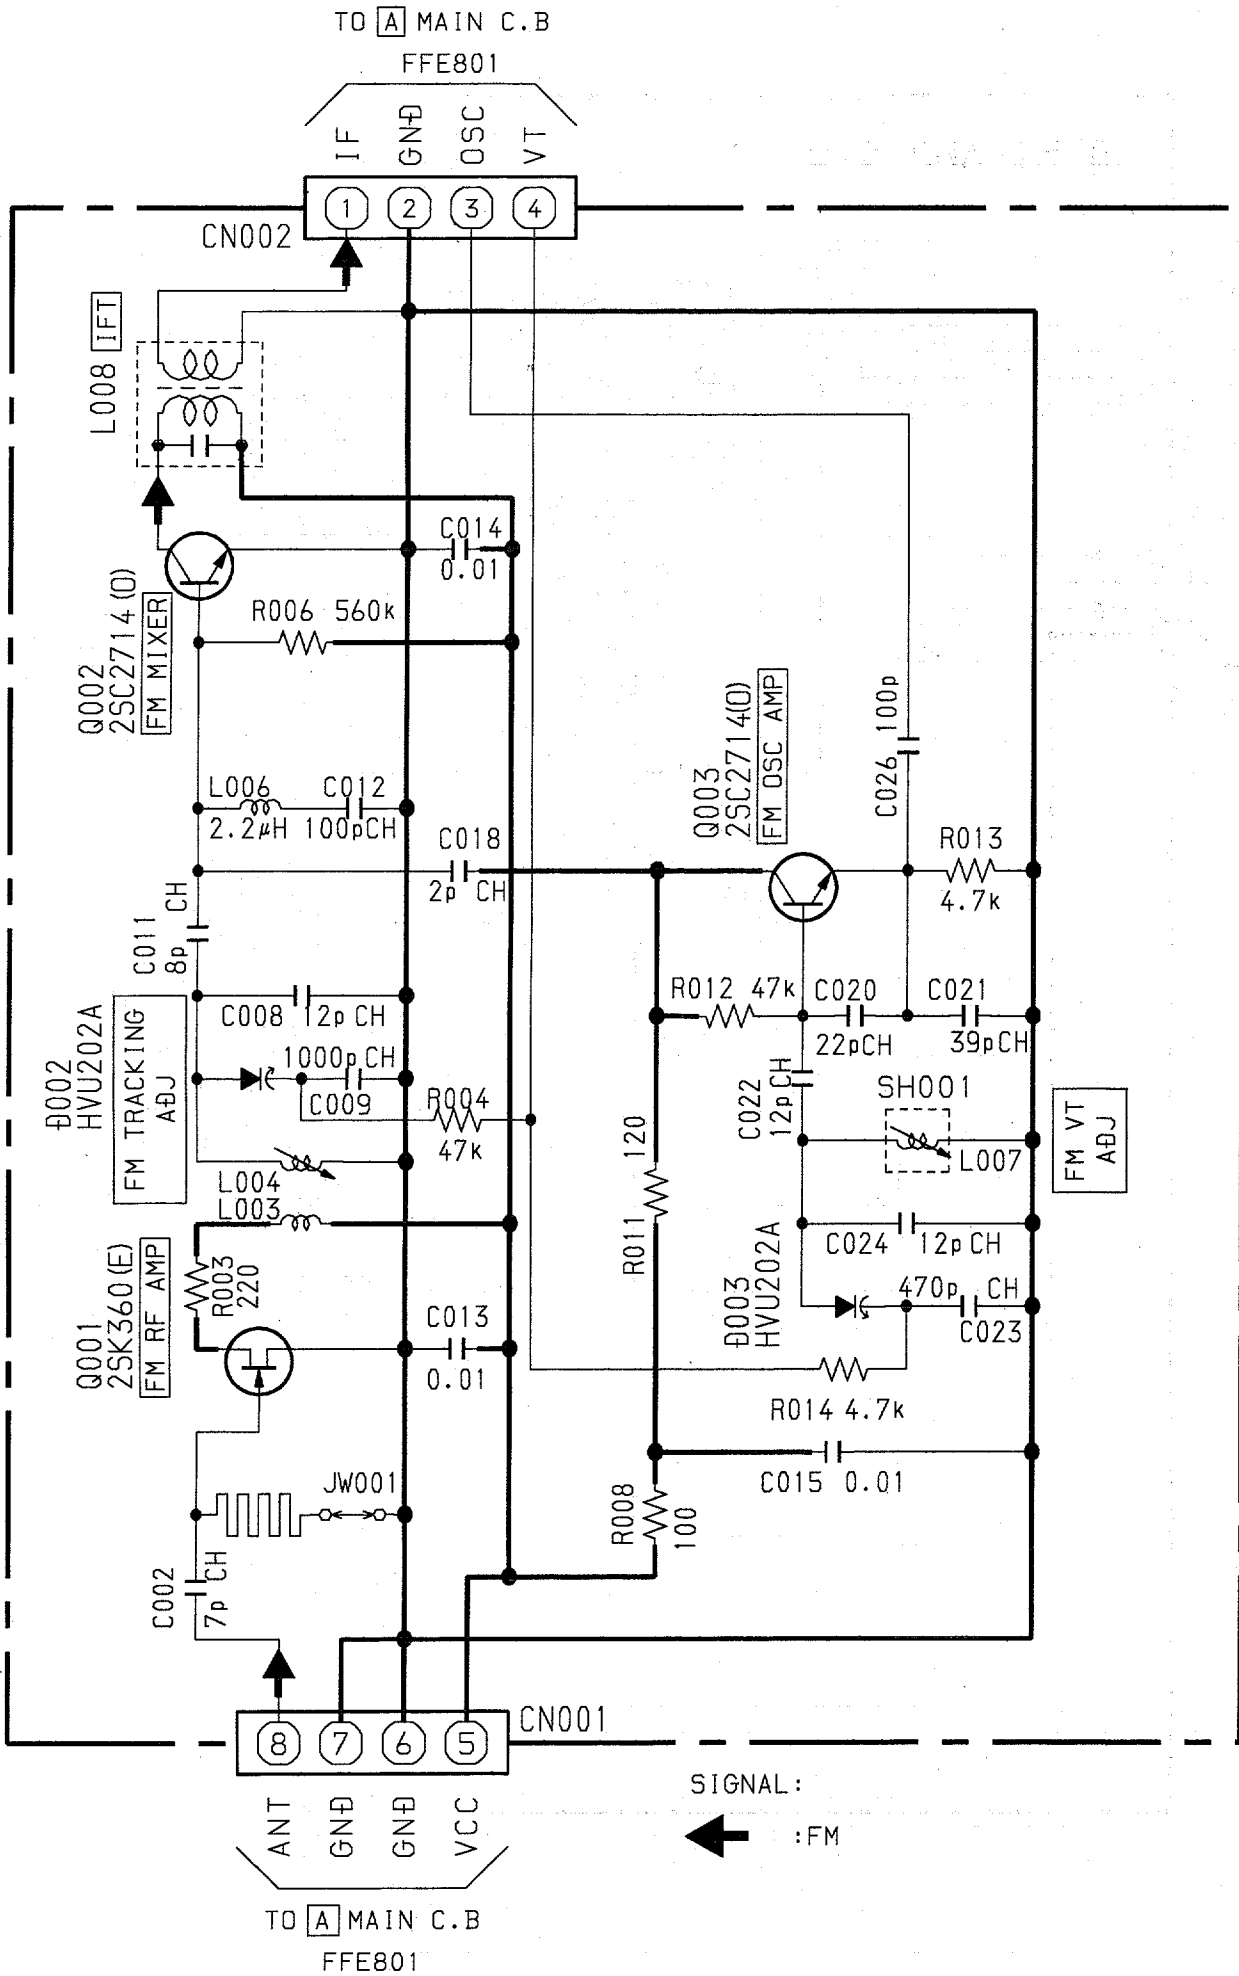 TO A MAIN C.B
FFE801
IF
GND
OSC
VT
1
2
3
4
CN002
L008
IFT
C014
0.01
R006 560k
Q002
2SC2714(O)
FM MIXER
L006
2.2μH
C012
100pCH
C018
2p CH
Q003
2SC2714(O)
FM OSC AMP
C026 100p
R013
4.7k
C011
8p CH
C008 12p CH
D002
HVU202A
FM TRACKING
ADJ
1000p CH
C009
R004
47k
L004
L003
R012 47k
C020
22pCH
C021
39pCH
C022
12p CH
SH001
L007
FM VT
ADJ
R011 120
C024 12p CH
D003
HVU202A
470p CH
C023
R014 4.7k
Q001
2SK360(E)
FM RF AMP
R003
220
C013
0.01
JW001
C015 0.01
R008
100
C002
7p CH
CN001
8
7
6
5
ANT
GND
GND
VCC
SIGNAL:
:FM
TO A MAIN C.B
FFE801